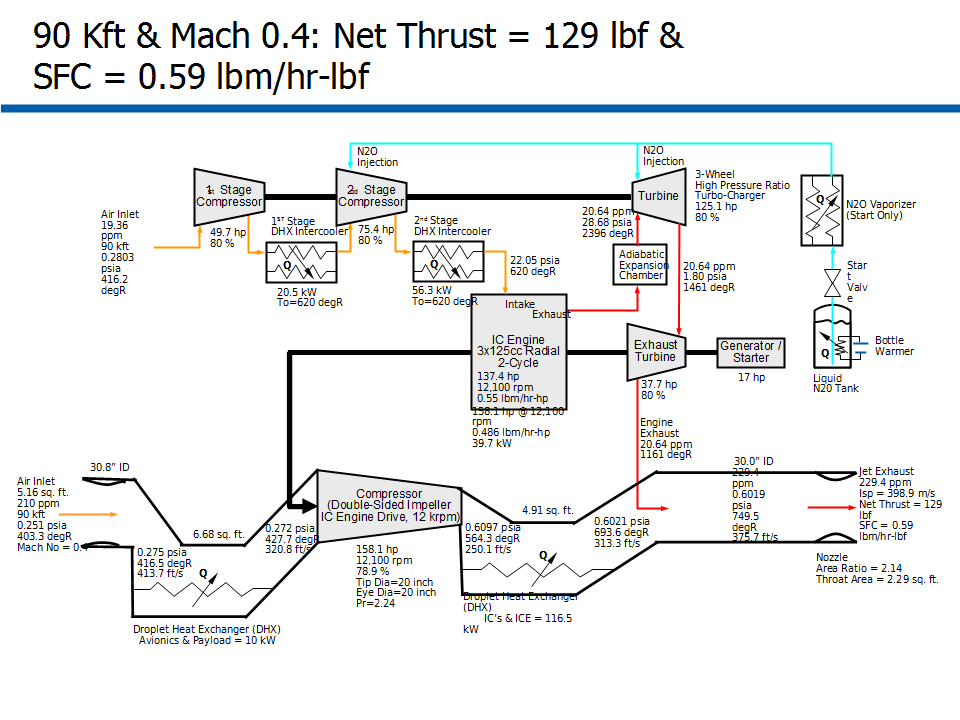 90 Kft & Mach 0.4: Net Thrust = 129 lbf &
SFC = 0.59 lbm/hr-lbf
N2O
Injection
N2O
Injection
1st Stage
Compressor
2nd Stage
Compressor
Turbine
3-Wheel
High Pressure Ratio
Turbo-Charger
125.1 hp
80 %
Q
N2O Vaporizer
(Start Only)
Air Inlet
19.36
ppm
90 kft
0.2803
psia
416.2
degR
49.7 hp
80 %
1ST Stage
DHX Intercooler
Q
20.5 kW
To=620 degR
75.4 hp
80 %
2nd Stage
DHX Intercooler
Q
56.3 kW
To=620 degR
22.05 psia
620 degR
20.64 ppm
28.68 psia
2396 degR
Adiabatic
Expansion
Chamber
20.64 ppm
1.80 psia
1461 degR
Star
t
Valv
e
Intake
Exhaust
IC Engine
3x125cc Radial
2-Cycle
137.4 hp
12,100 rpm
0.55 lbm/hr-hp
158.1 hp @ 12,100
rpm
0.486 lbm/hr-hp
39.7 kW
Exhaust
Turbine
37.7 hp
80 %
Generator /
Starter
17 hp
Q
Bottle
Warmer
Liquid
N20 Tank
Engine
Exhaust
20.64 ppm
1161 degR
30.8” ID
Air Inlet
5.16 sq. ft.
210 ppm
90 kft
0.251 psia
403.3 degR
Mach No = 0.4
6.68 sq. ft.
0.275 psia
416.5 degR
413.7 ft/s
Q
Droplet Heat Exchanger (DHX)
Avionics & Payload = 10 kW
0.272 psia
427.7 degR
320.8 ft/s
Compressor
(Double-Sided Impeller
IC Engine Drive, 12 krpm)
158.1 hp
12,100 rpm
78.9 %
Tip Dia=20 inch
Eye Dia=20 inch
Pr=2.24
4.91 sq. ft.
0.6097 psia
564.3 degR
250.1 ft/s
Q
Droplet Heat Exchanger
(DHX)
IC’s & ICE = 116.5
kW
0.6021 psia
693.6 degR
313.3 ft/s
30.0” ID
229.4
ppm
0.6019
psia
749.5
degR
375.7 ft/s
Jet Exhaust
229.4 ppm
Isp = 398.9 m/s
Net Thrust = 129
lbf
SFC = 0.59
lbm/hr-lbf
Nozzle
Area Ratio = 2.14
Throat Area = 2.29 sq. ft.